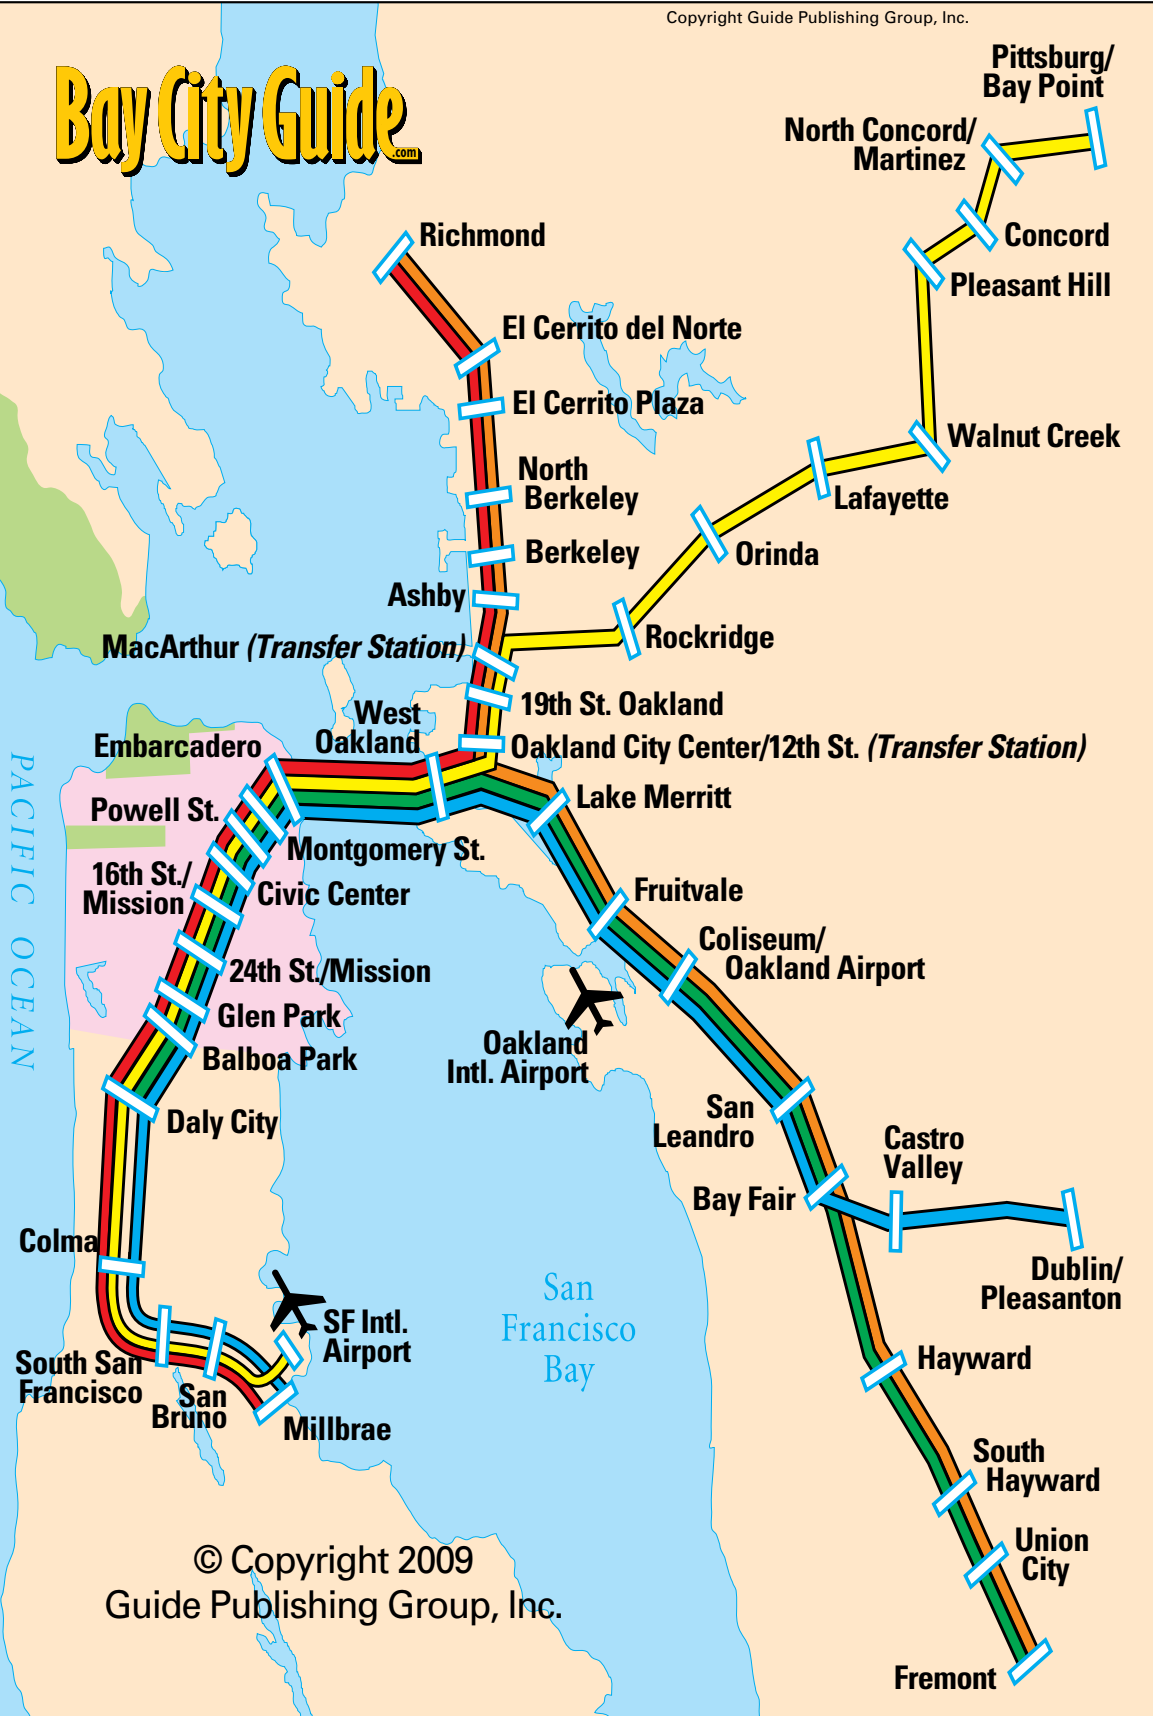 Copyright Guide Publishing Group, Inc.
Bay City Guide
.com
Pittsburg/
Bay Point
North Concord/
Martinez
Concord
Pleasant Hill
Richmond
El Cerrito del Norte
El Cerrito Plaza
Walnut Creek
North
Berkeley
Lafayette
Berkeley
Orinda
Ashby
Rockridge
MacArthur (Transfer Station)
19th St. Oakland
West
Oakland
Embarcadero
Oakland City Center/12th St. (Transfer Station)
Lake Merritt
Powell St.
Montgomery St.
16th St./
Mission
Civic Center
Fruitvale
PACIFIC OCEAN
Coliseum/
Oakland Airport
24th St./Mission
Glen Park
Oakland
Intl. Airport
Balboa Park
Daly City
San
Leandro
Castro
Valley
Bay Fair
Colma
Dublin/
Pleasanton
San
Francisco
Bay
SF Intl.
Airport
South San
Francisco
San
Bruno
Millbrae
Hayward
South
Hayward
Union
City
© Copyright 2009
Guide Publishing Group, Inc.
Fremont